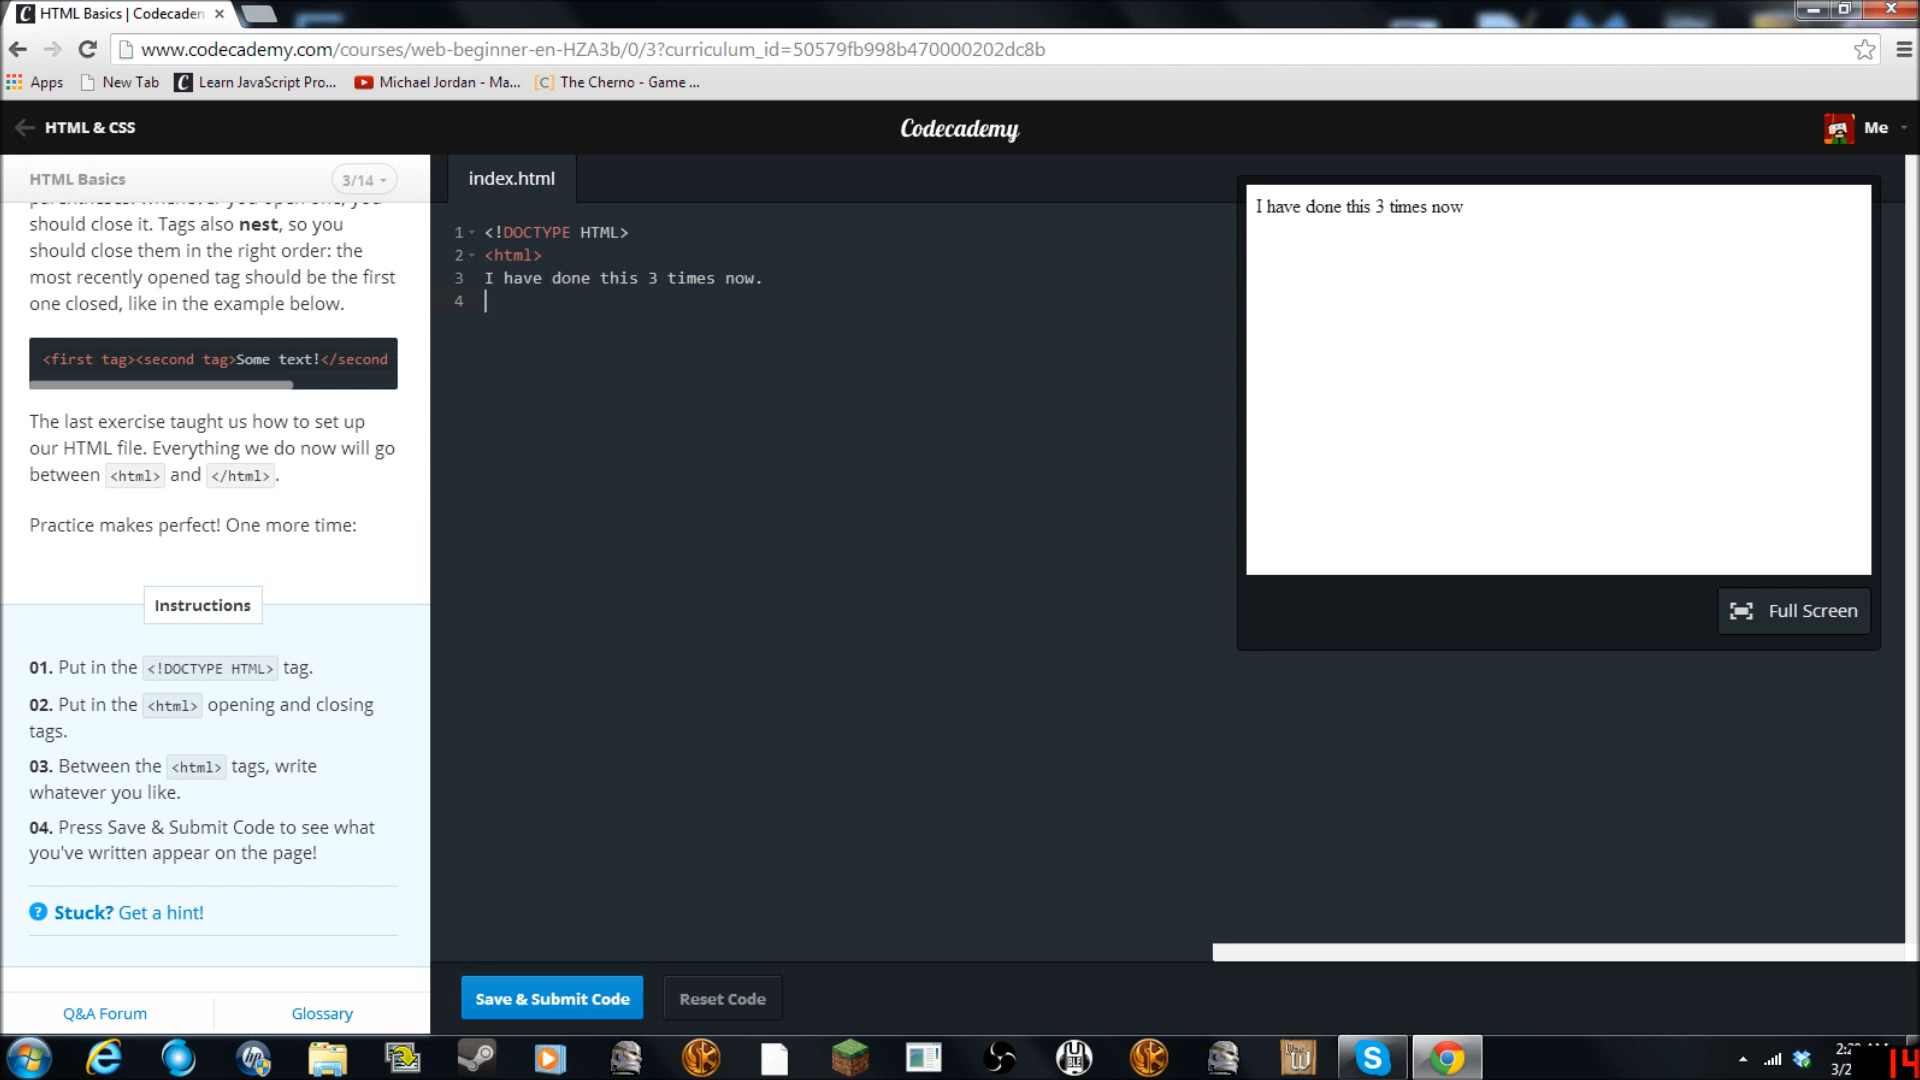 HTML Basics | Codecaden
www.codecademy.com/courses/web-beginner-en-HZA3b/0/3?curriculum_id=50579fb998b470000202dc8b
Apps New Tab Learn JavaScript Pro... Michael Jordan - Ma... [C] The Cherno - Game ...
HTML & CSS
Codecademy
Me
HTML Basics
3/14
parentheses. Whenever you open one, you
should close it. Tags also nest, so you
should close them in the right order: the
most recently opened tag should be the first
one closed, like in the example below.
<first tag><second tag>Some text!</second
The last exercise taught us how to set up
our HTML file. Everything we do now will go
between <html> and </html>.
Practice makes perfect! One more time:
Instructions
01. Put in the <!DOCTYPE HTML> tag.
02. Put in the <html> opening and closing
tags.
03. Between the <html> tags, write
whatever you like.
04. Press Save & Submit Code to see what
you've written appear on the page!
? Stuck? Get a hint!
Q&A Forum
Glossary
index.html
1 <!DOCTYPE HTML>
2 <html>
3 I have done this 3 times now.
4
I have done this 3 times now
Full Screen
Save & Submit Code
Reset Code
3/2
14